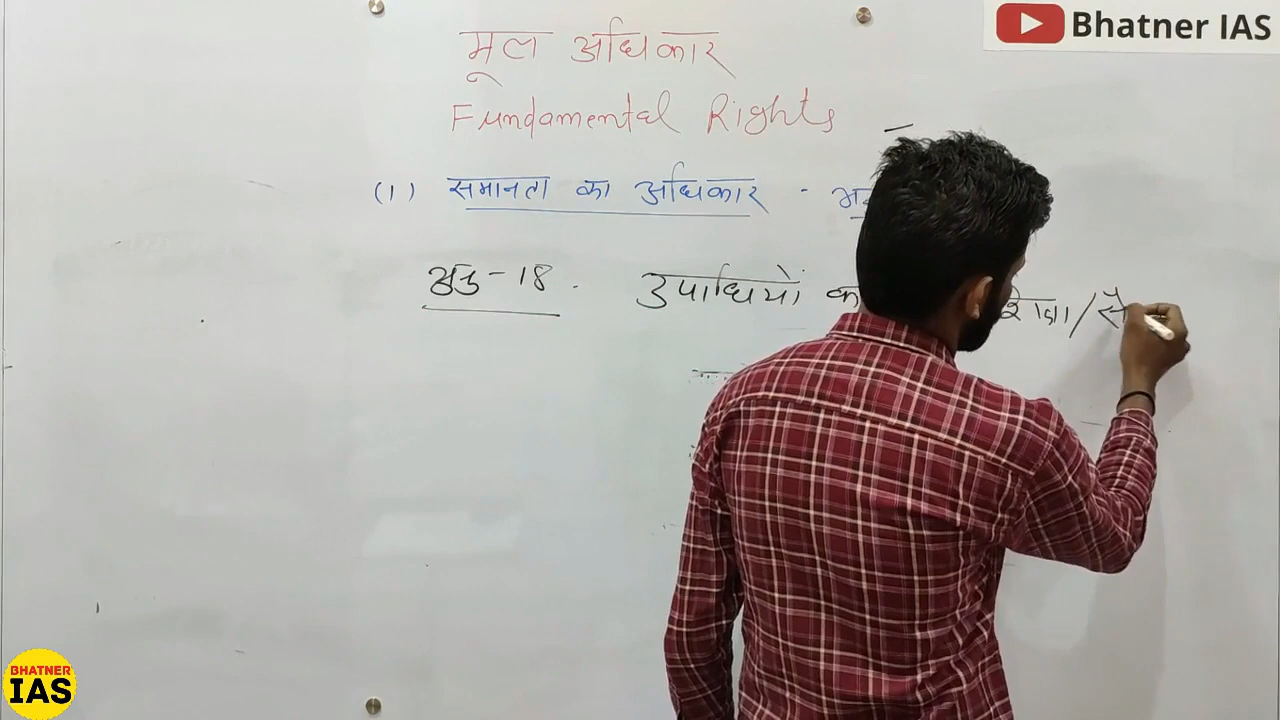 Bhatner IAS
मूल अधिकार
Fundamental Rights
(1) समानता का अधिकार -
अनु-18. उपाधियों का
BHATNER
IAS